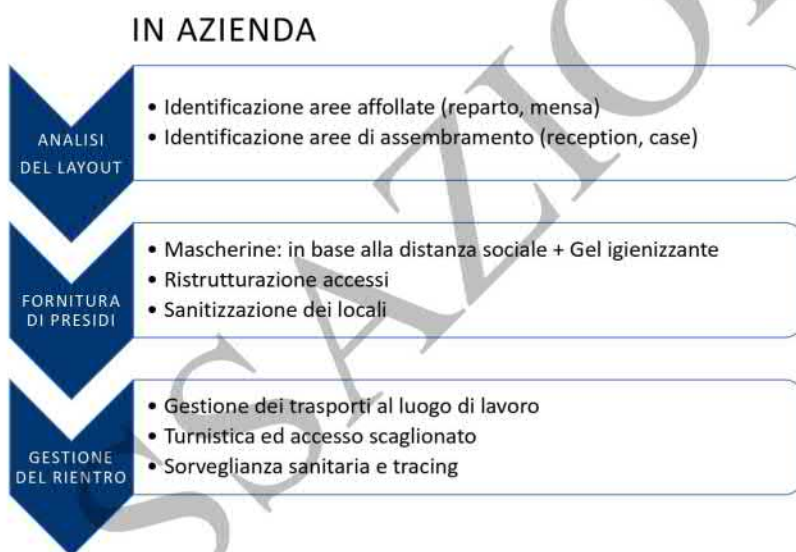 IN AZIENDA
ANALISI
DEL LAYOUT
• Identificazione aree affollate (reparto, mensa)
• Identificazione aree di assembramento (reception, case)
FORNITURA
DI PRESIDI
• Mascherine: in base alla distanza sociale + Gel igienizzante
• Ristrutturazione accessi
• Sanitizzazione dei locali
GESTIONE
DEL RIENTRO
• Gestione dei trasporti al luogo di lavoro
• Turnistica ed accesso scaglionato
• Sorveglianza sanitaria e tracing